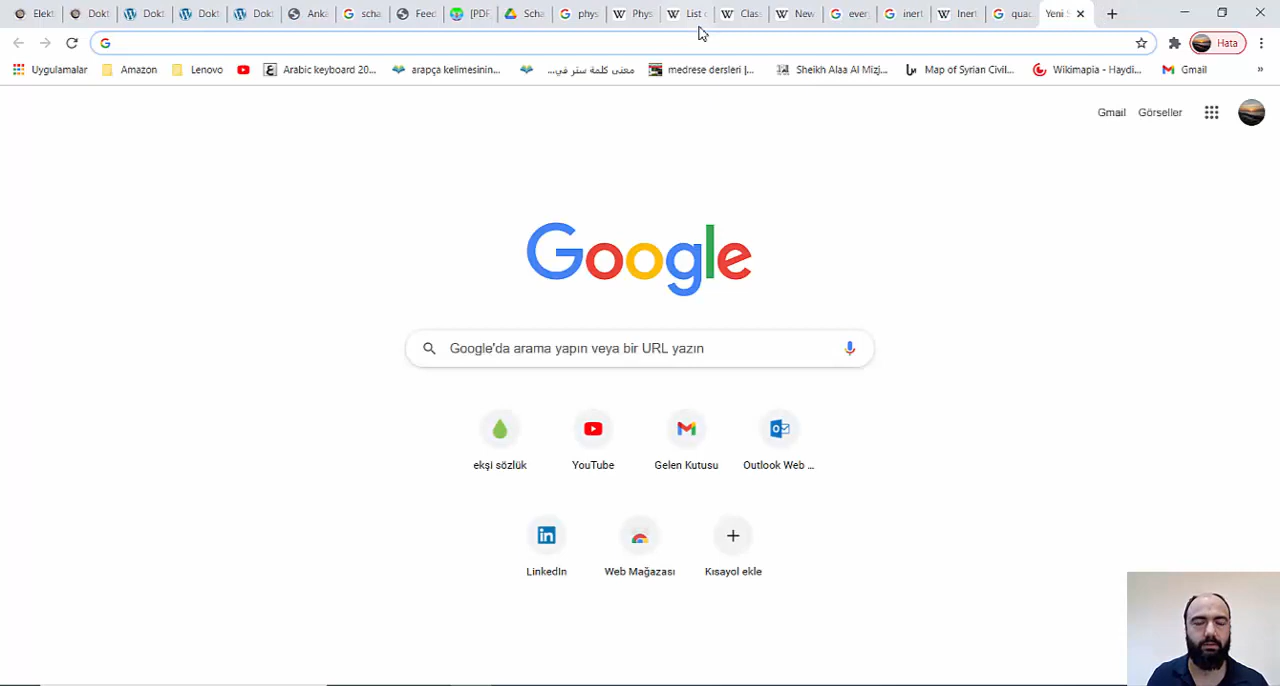 Elekt Dokt Dokt Dokt Dokt Anka scha Feed [PDF Scha phys Phys List o Class New ever inert Inert quad Yeni S
Hata
Uygulamalar Amazon Lenovo Arabic keyboard 20... arapça kelimesinin... معنى كلمة ستر في... medrese dersleri |... Sheikh Alaa Al Mizj... Map of Syrian Civil... Wikimapia - Haydi... Gmail »
Gmail Görseller
Google
Google'da arama yapın veya bir URL yazın
ekşi sözlük YouTube Gelen Kutusu Outlook Web ...
LinkedIn Web Mağazası Kısayol ekle